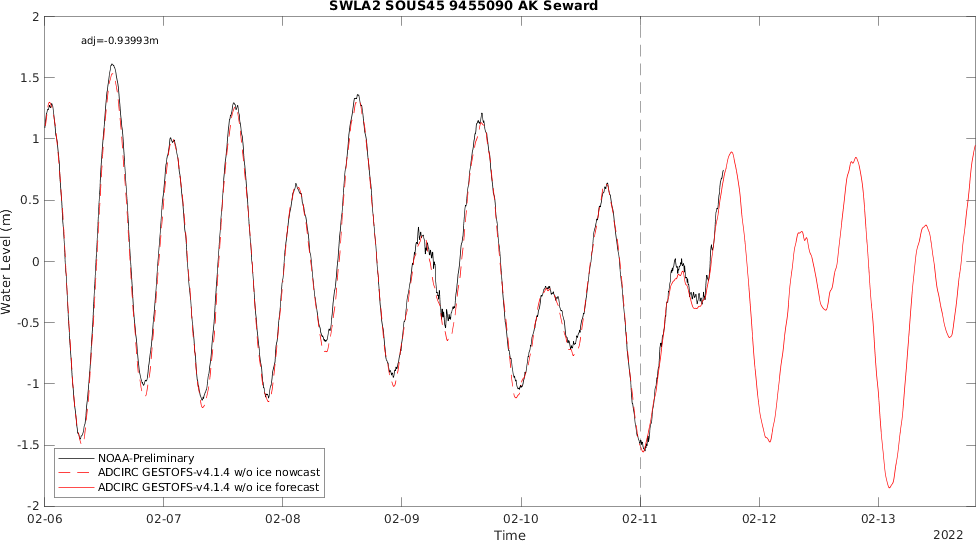 SWLA2 SOUS45 9455090 AK Seward
adj=-0.93993m
2
1.5
1
0.5
0
-0.5
-1
-1.5
-2
Water Level (m)
NOAA-Preliminary
ADCIRC GESTOFS-v4.1.4 w/o ice nowcast
ADCIRC GESTOFS-v4.1.4 w/o ice forecast
02-06 02-07 02-08 02-09 02-10 02-11 02-12 02-13
Time
2022